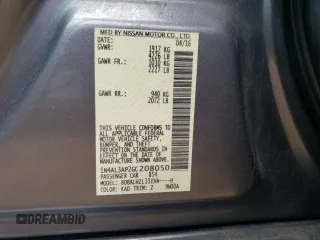 MFD BY NISSAN MOTOR CO., LTD.
DATE: 04/16
GVWR: 1917 KG
4226 LB
GAWR FR: 1010 KG
2227 LB
GAWR RR: 940 KG
2072 LB
THIS VEHICLE CONFORMS TO ALL
APPLICABLE FEDERAL MOTOR
VEHICLE SAFETY, BUMPER, AND
THEFT PREVENTION STANDARDS
IN EFFECT ON THE DATE OF
MANUFACTURE SHOWN ABOVE.
1N4AL3AP2GC208050
PASSENGER CAR
COLOR: KAD TRIM: Z